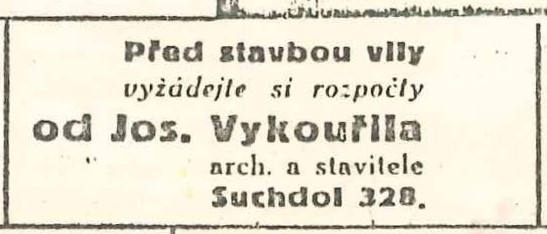 Před stavbou vily
vyžádejte si rozpočty
od Jos. Vykouřila
arch. a stavitele
Suchdol 328.